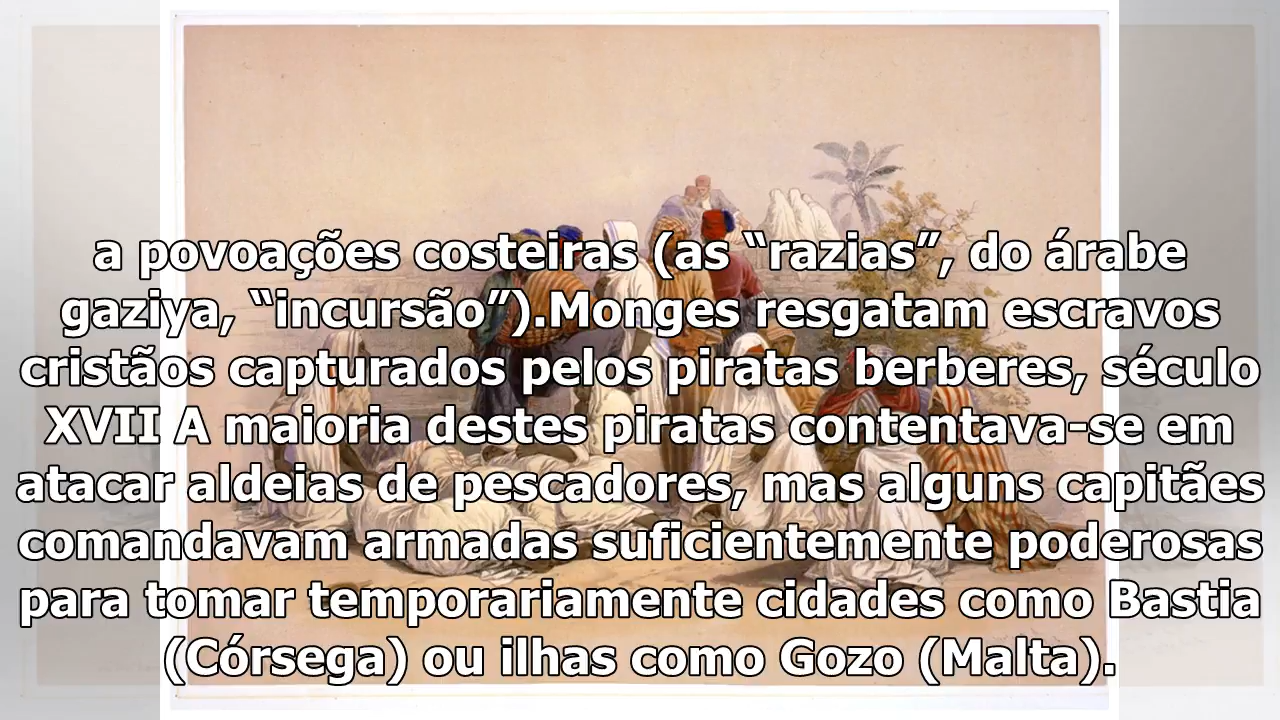 a povoações costeiras (as “razias”, do árabe
gaziya, “incursão”).Monges resgatam escravos
cristãos capturados pelos piratas berberes, século
XVII A maioria destes piratas contentava-se em
atacar aldeias de pescadores, mas alguns capitães
comandavam armadas suficientemente poderosas
para tomar temporariamente cidades como Bastia
(Córsega) ou ilhas como Gozo (Malta).